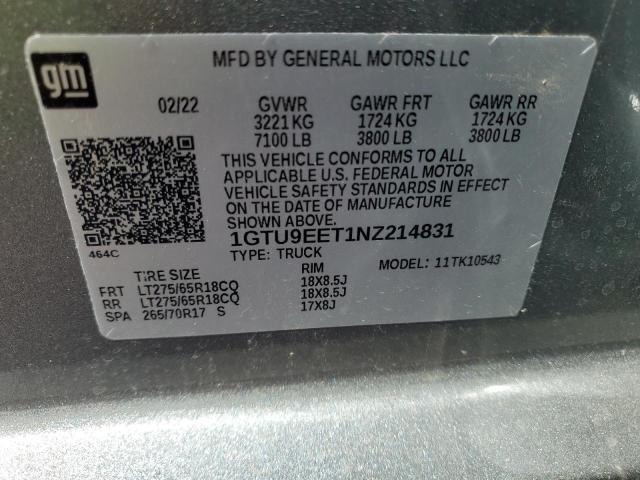 gm
MFD BY GENERAL MOTORS LLC
02/22 GVWR GAWR FRT GAWR RR
3221 KG 1724 KG 1724 KG
7100 LB 3800 LB 3800 LB
THIS VEHICLE CONFORMS TO ALL
APPLICABLE U.S. FEDERAL MOTOR
VEHICLE SAFETY STANDARDS IN EFFECT
ON THE DATE OF MANUFACTURE
SHOWN ABOVE.
1GTU9EET1NZ214831
464C TYPE: TRUCK MODEL: 11TK10543
TIRE SIZE RIM
FRT LT275/65R18CQ 18X8.5J
RR LT275/65R18CQ 18X8.5J
SPA 265/70R17 S 17X8J